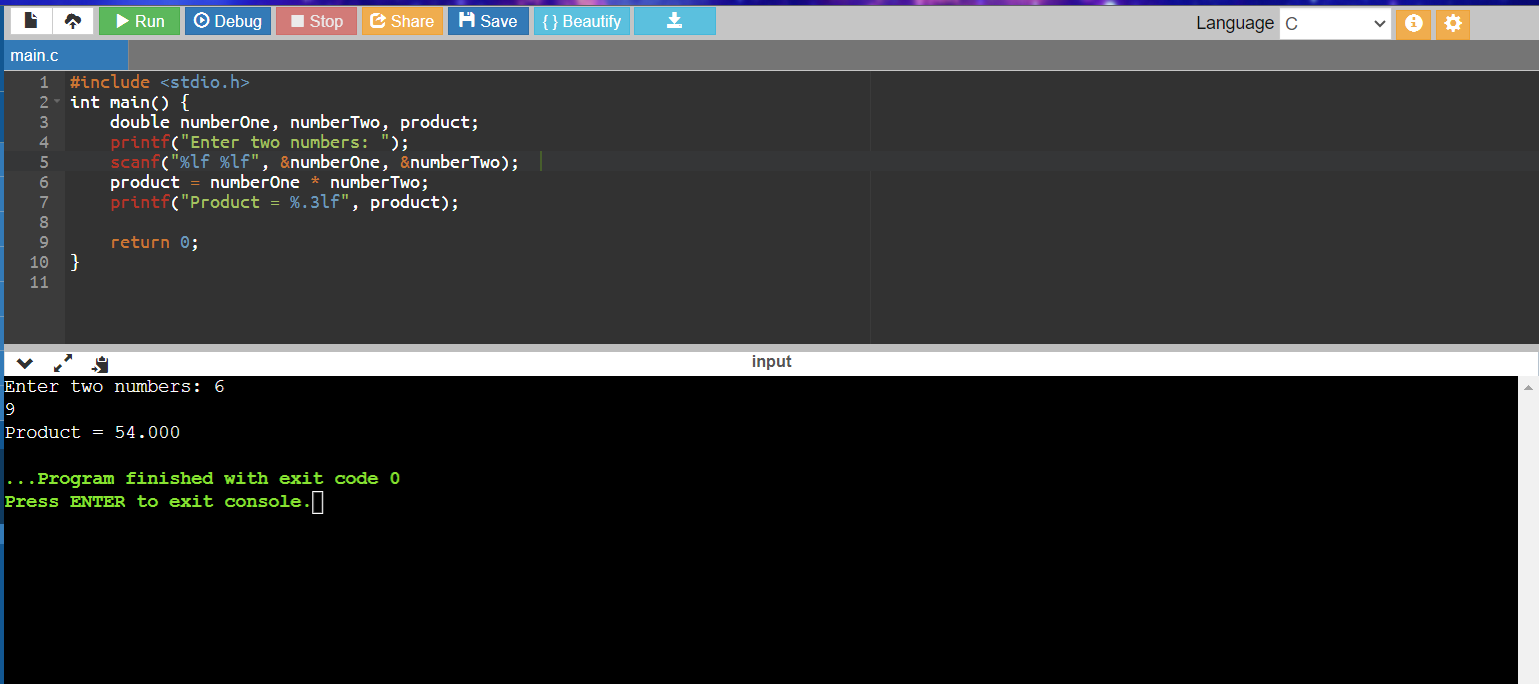 Run Debug Stop Share Save { } Beautify Language C
main.c
1 #include <stdio.h>
2 int main() {
3     double numberOne, numberTwo, product;
4     printf("Enter two numbers: ");
5     scanf("%lf %lf", &numberOne, &numberTwo);
6     product = numberOne * numberTwo;
7     printf("Product = %.3lf", product);
8
9     return 0;
10 }
11
input
Enter two numbers: 6
9
Product = 54.000
...Program finished with exit code 0
Press ENTER to exit console.